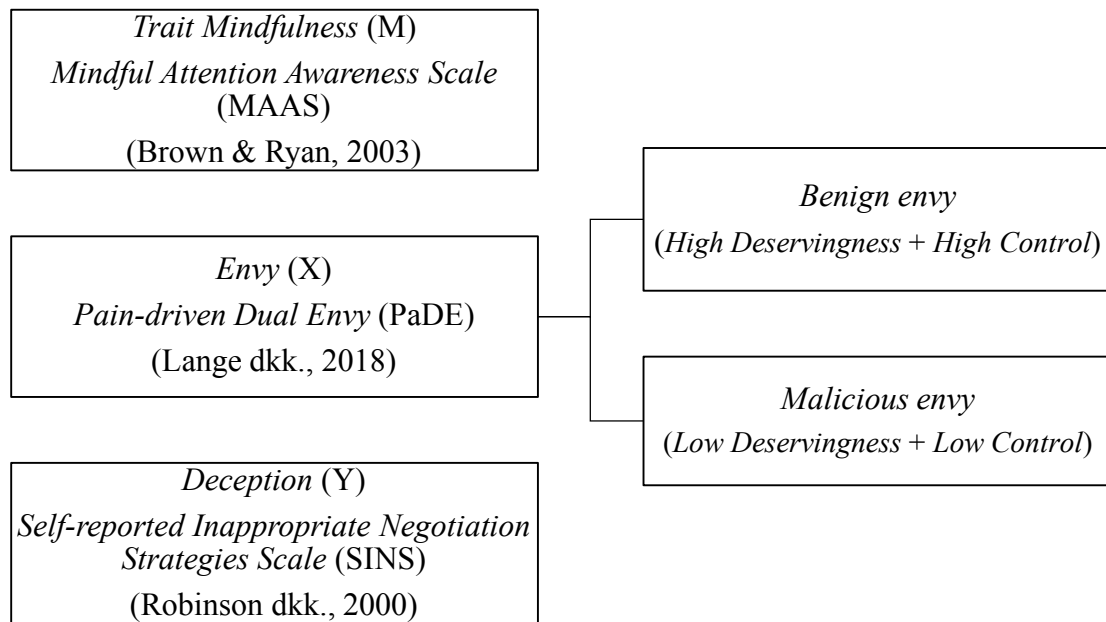 Trait Mindfulness (M)
Mindful Attention Awareness Scale
(MAAS)
(Brown & Ryan, 2003)
Envy (X)
Pain-driven Dual Envy (PaDE)
(Lange dkk., 2018)
Benign envy
(High Deservingness + High Control)
Malicious envy
(Low Deservingness + Low Control)
Deception (Y)
Self-reported Inappropriate Negotiation
Strategies Scale (SINS)
(Robinson dkk., 2000)